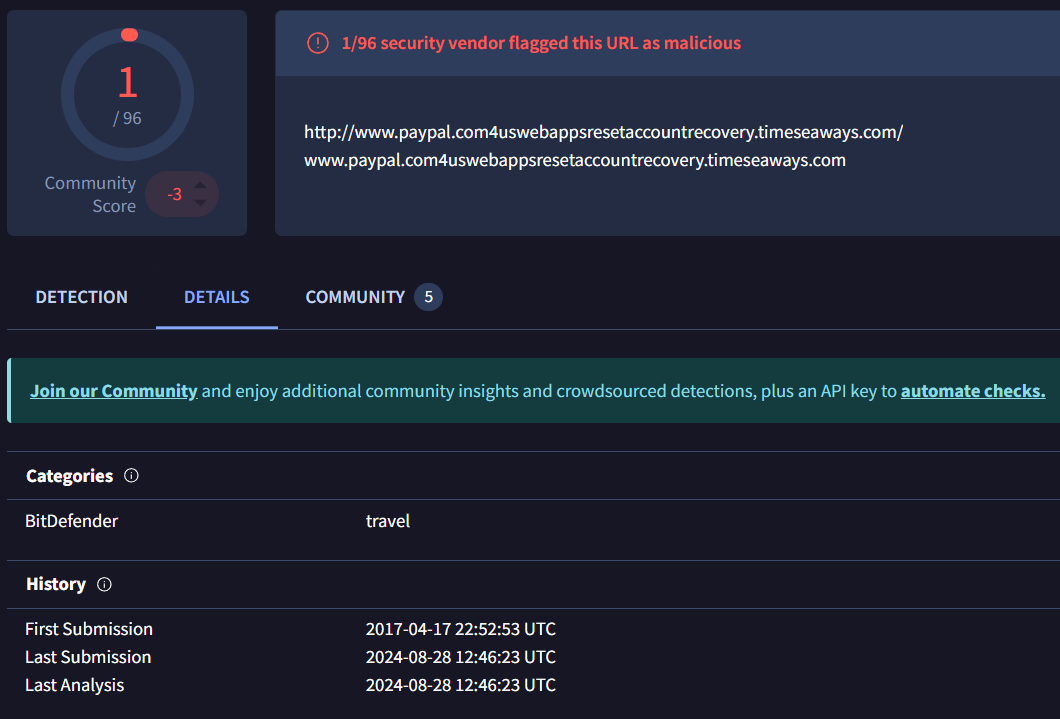 1
/ 96
Community
Score
-3
1/96 security vendor flagged this URL as malicious
http://www.paypal.com4uswebappsresetaccountrecovery.timeseaways.com/
www.paypal.com4uswebappsresetaccountrecovery.timeseaways.com
DETECTION DETAILS COMMUNITY 5
Join our Community and enjoy additional community insights and crowdsourced detections, plus an API key to automate checks.
Categories
BitDefender travel
History
First Submission 2017-04-17 22:52:53 UTC
Last Submission 2024-08-28 12:46:23 UTC
Last Analysis 2024-08-28 12:46:23 UTC